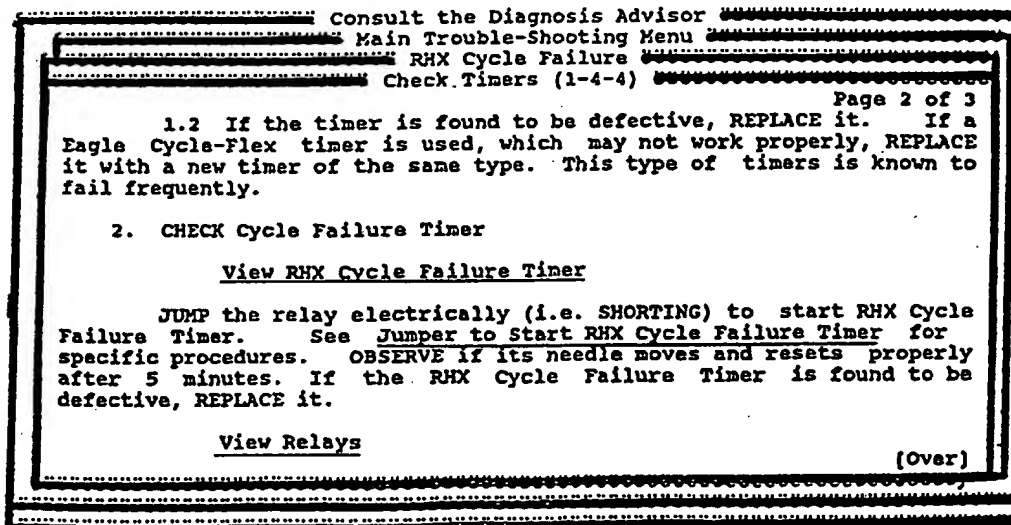 Consult the Diagnosis Advisor
Main Trouble-Shooting Menu
RHX Cycle Failure
Check Timers (1-4-4)
Page 2 of 3
1.2 If the timer is found to be defective, REPLACE it. If a
Eagle Cycle-Flex timer is used, which may not work properly, REPLACE
it with a new timer of the same type. This type of timers is known to
fail frequently.
2. CHECK Cycle Failure Timer
View RHX Cycle Failure Timer
JUMP the relay electrically (i.e. SHORTING) to start RHX Cycle
Failure Timer. See Jumper to Start RHX Cycle Failure Timer for
specific procedures. OBSERVE if its needle moves and resets properly
after 5 minutes. If the RHX Cycle Failure Timer is found to be
defective, REPLACE it.
View Relays
(Over)